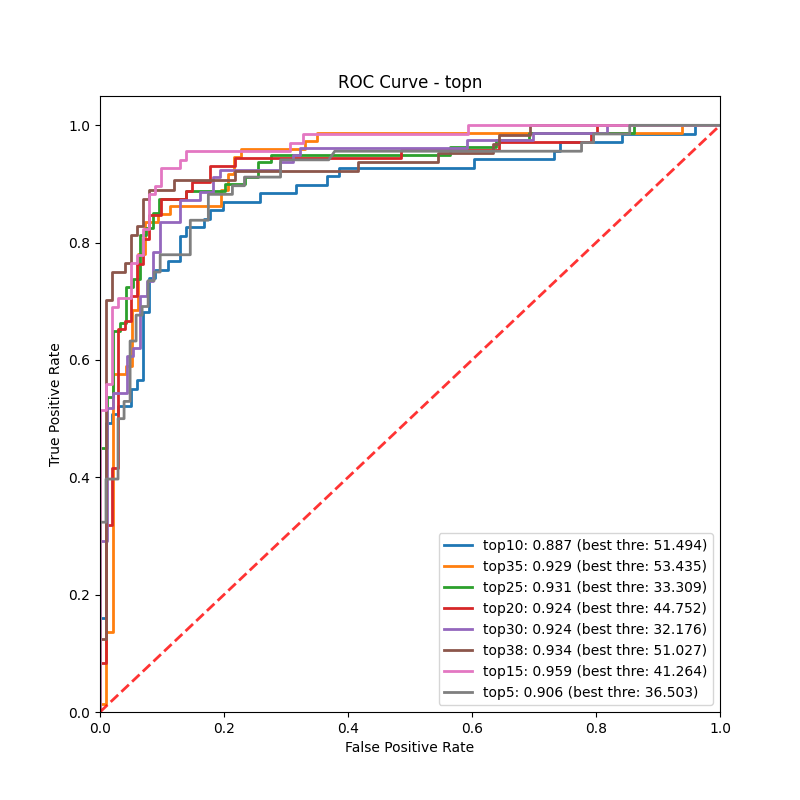 ROC Curve - topn
True Positive Rate
1.0
0.8
0.6
0.4
0.2
0.0
top10: 0.887 (best thre: 51.494)
top35: 0.929 (best thre: 53.435)
top25: 0.931 (best thre: 33.309)
top20: 0.924 (best thre: 44.752)
top30: 0.924 (best thre: 32.176)
top38: 0.934 (best thre: 51.027)
top15: 0.959 (best thre: 41.264)
top5: 0.906 (best thre: 36.503)
0.0 0.2 0.4 0.6 0.8 1.0
False Positive Rate